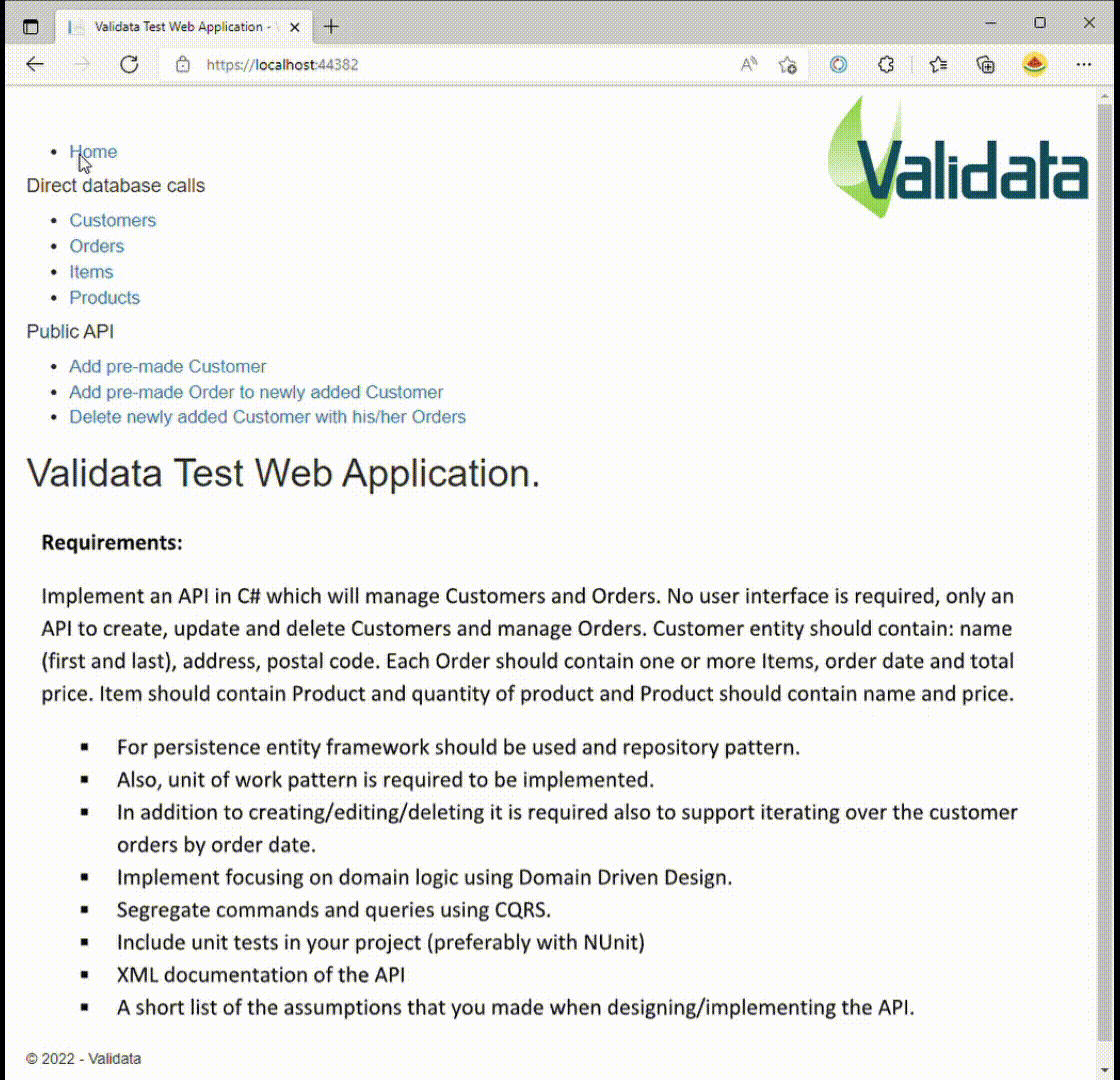 Validata Test Web Application -
https://localhost:44382
Validata
Home
Direct database calls
Customers
Orders
Items
Products
Public API
Add pre-made Customer
Add pre-made Order to newly added Customer
Delete newly added Customer with his/her Orders
Validata Test Web Application.
Requirements:
Implement an API in C# which will manage Customers and Orders. No user interface is required, only an
API to create, update and delete Customers and manage Orders. Customer entity should contain: name
(first and last), address, postal code. Each Order should contain one or more Items, order date and total
price. Item should contain Product and quantity of product and Product should contain name and price.
▪ For persistence entity framework should be used and repository pattern.
▪ Also, unit of work pattern is required to be implemented.
▪ In addition to creating/editing/deleting it is required also to support iterating over the customer
orders by order date.
▪ Implement focusing on domain logic using Domain Driven Design.
▪ Segregate commands and queries using CQRS.
▪ Include unit tests in your project (preferably with NUnit)
▪ XML documentation of the API
▪ A short list of the assumptions that you made when designing/implementing the API.
© 2022 - Validata